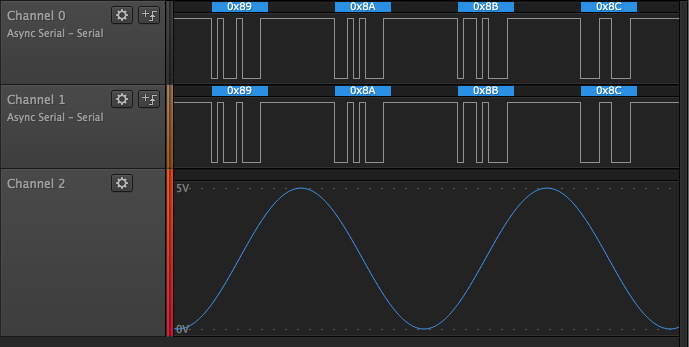 Channel 0
Async Serial - Serial
0x89 0x8A 0x8B 0x8C
Channel 1
Async Serial - Serial
0x89 0x8A 0x8B 0x8C
Channel 2
5V
0V